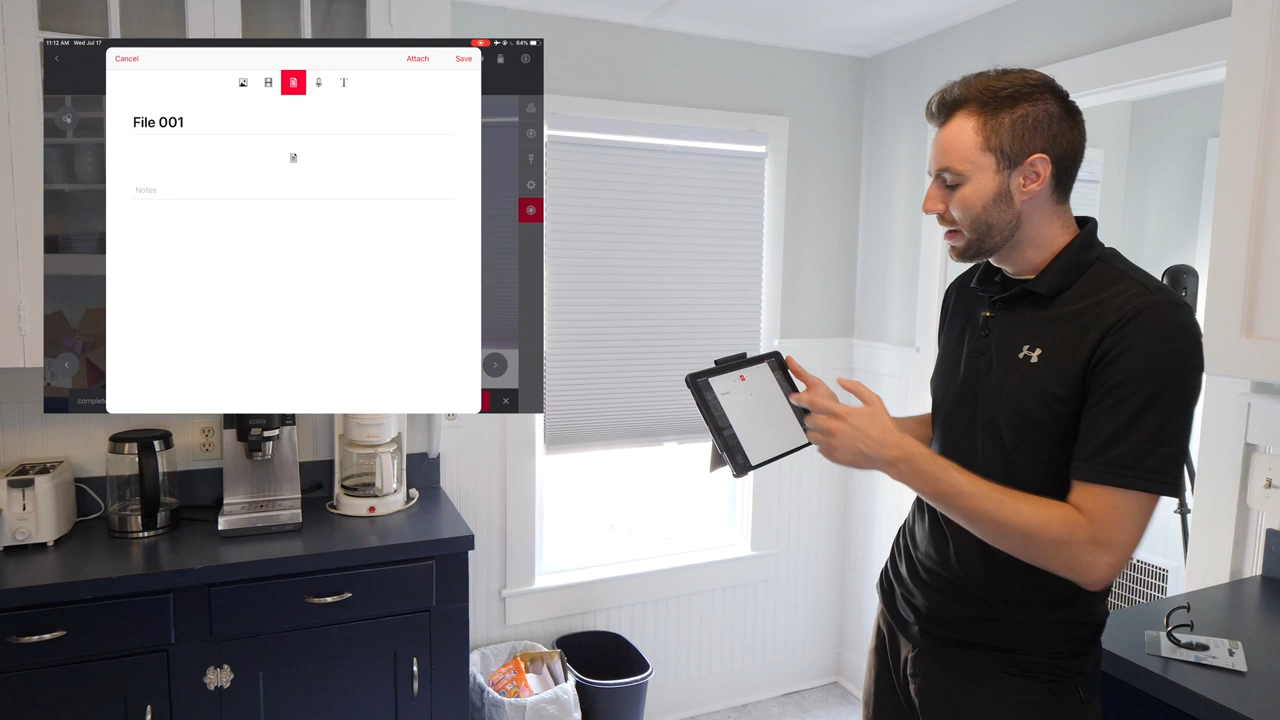 11:12 AM Wed Jul 17
64%
Cancel
Attach
Save
T
File 001
Notes
complete